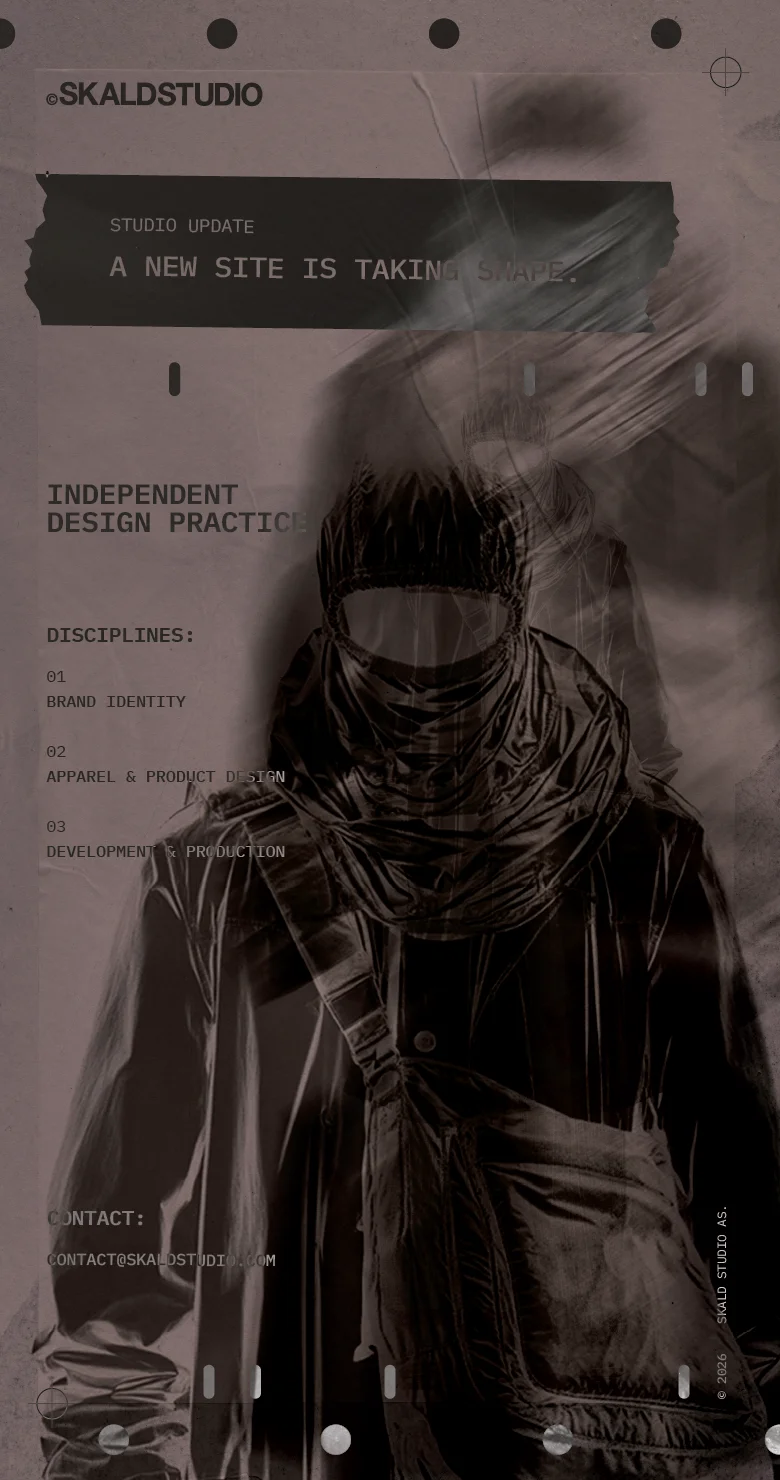 ©SKALDSTUDIO
STUDIO UPDATE
A NEW SITE IS TAKING SHAPE.
INDEPENDENT
DESIGN PRACTICE
DISCIPLINES:
01
BRAND IDENTITY
02
APPAREL & PRODUCT DESIGN
03
DEVELOPMENT & PRODUCTION
CONTACT:
CONTACT@SKALDSTUDIO.COM
© 2026 SKALD STUDIO AS.